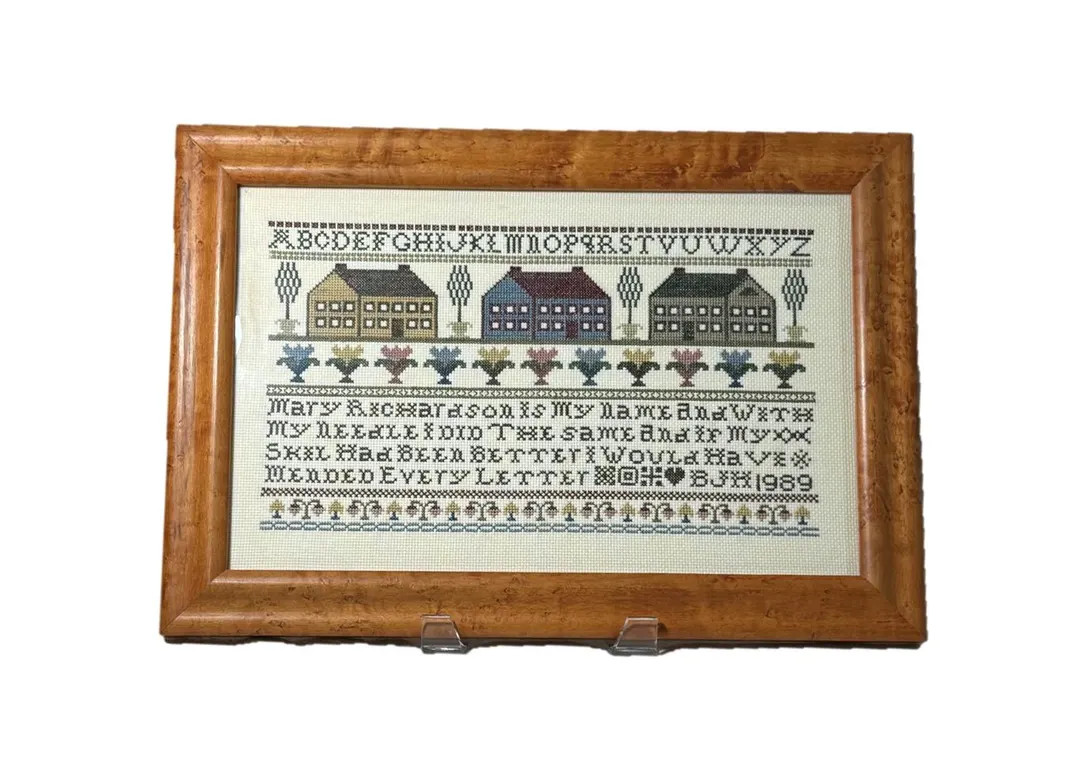 ABCDEFGHIJKLMNOPQRSTVUWXYZ
Mary Richardson is My name and With
My Needle I Did The same and if My
Skil Had Been Better I Would Have
Mended Every Letter BJH 1989